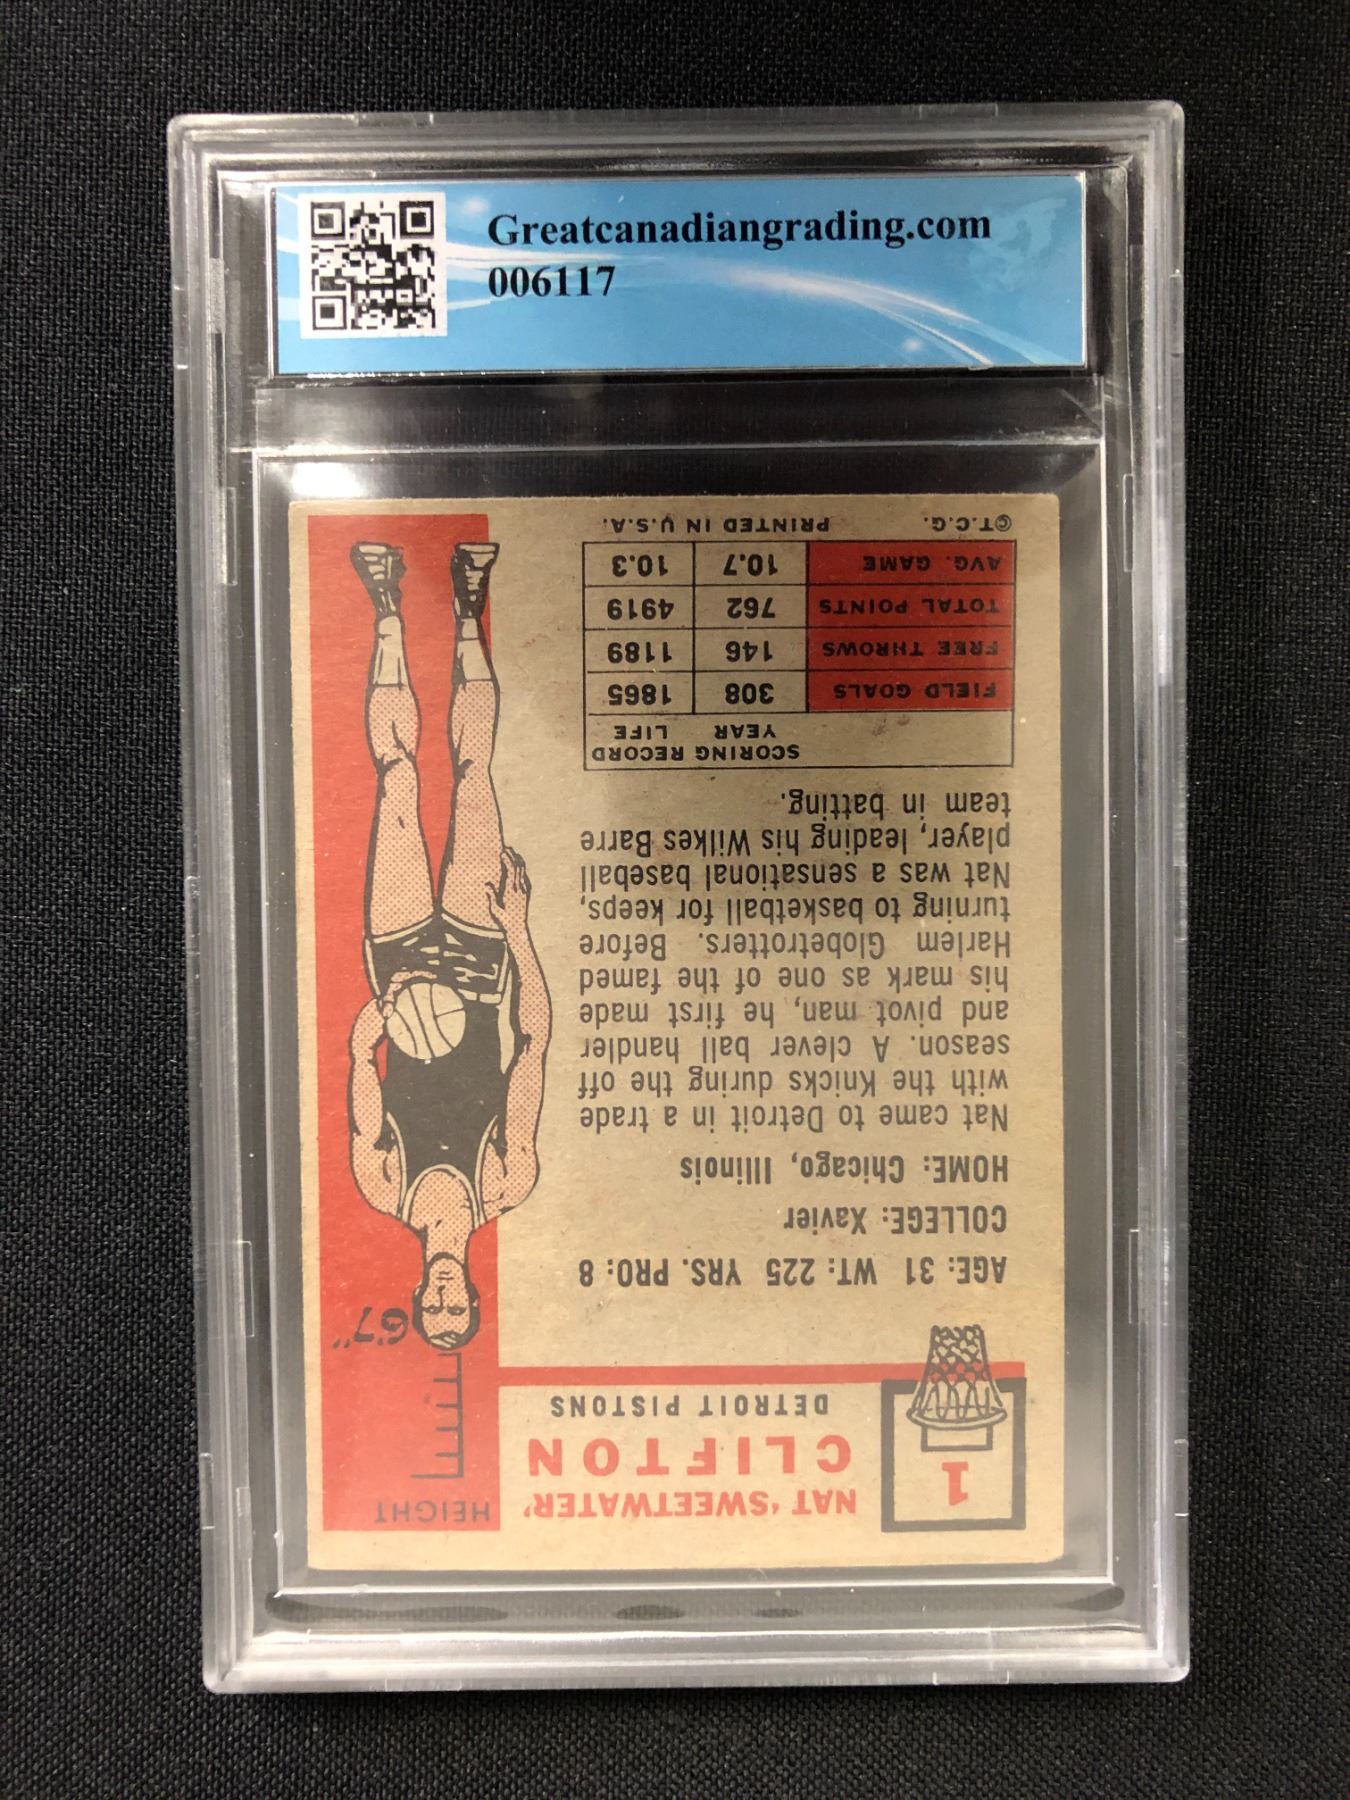 Greatcanadiangrading.com
006117
1
NAT 'SWEETWATER'
CLIFTON
DETROIT PISTONS
HEIGHT
6'7"
AGE: 31 WT: 225 YRS. PRO: 8
COLLEGE: Xavier
HOME: Chicago, Illinois
Nat came to Detroit in a trade
with the Knicks during the off
season. A clever ball handler
and pivot man, he first made
his mark as one of the famed
Harlem Globetrotters. Before
turning to basketball for keeps,
Nat was a sensational baseball
player, leading his Wilkes Barre
team in batting.
SCORING RECORD
YEAR LIFE
FIELD GOALS 308 1865
FREE THROWS 146 1189
TOTAL POINTS 762 4919
AVG. GAME 10.7 10.3
©T.C.G. PRINTED IN U.S.A.